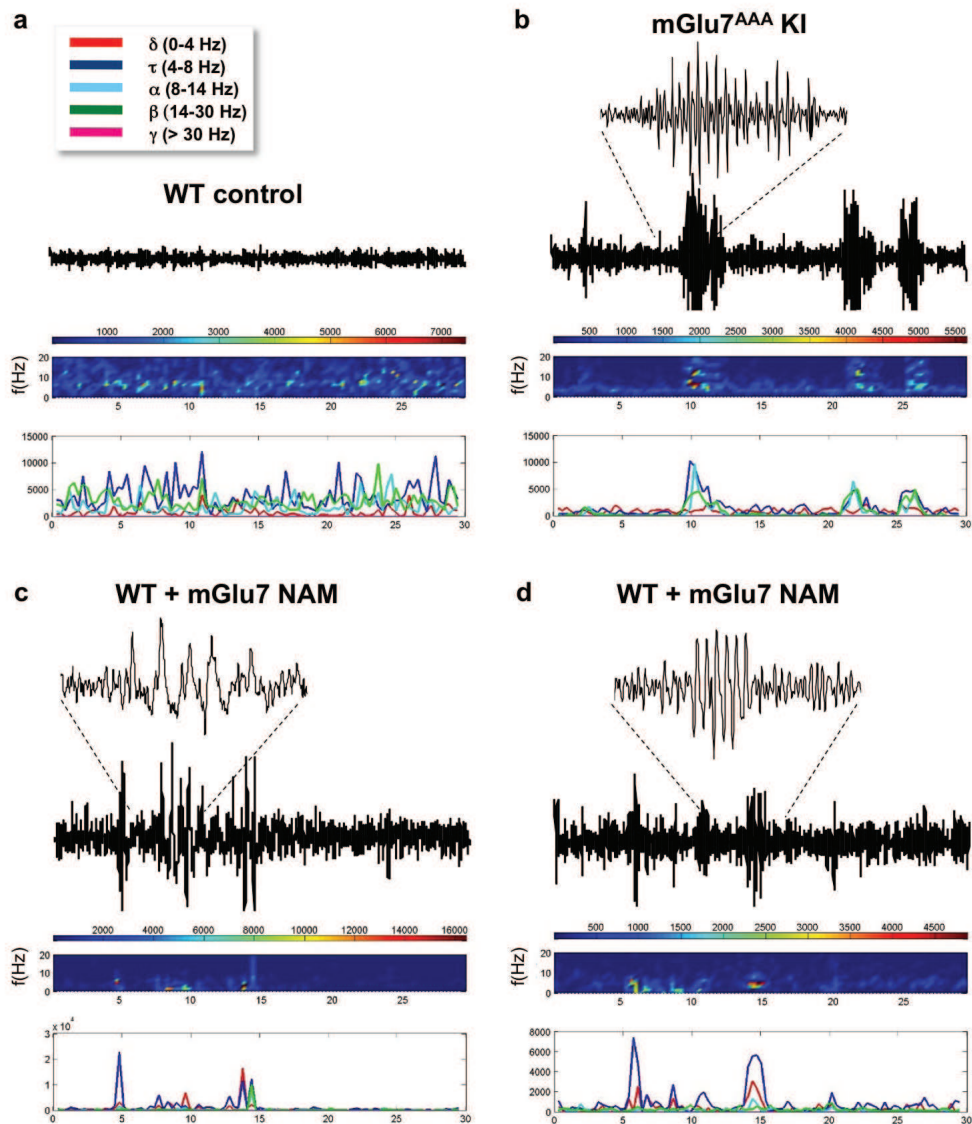 a
δ (0-4 Hz)
τ (4-8 Hz)
α (8-14 Hz)
β (14-30 Hz)
γ (> 30 Hz)
WT control
1000 2000 3000 4000 5000 6000 7000
f(Hz)
20
10
0
5 10 15 20 25
15000
10000
5000
0
0 5 10 15 20 25 30
b
mGlu7AAA KI
500 1000 1500 2000 2500 3000 3500 4000 4500 5000 5500
f(Hz)
20
10
0
5 10 15 20 25
15000
10000
5000
0
0 5 10 15 20 25 30
c
WT + mGlu7 NAM
2000 4000 6000 8000 10000 12000 14000 16000
f(Hz)
20
10
0
5 10 15 20 25
x 10⁴
3
2
1
0
0 5 10 15 20 25 30
d
WT + mGlu7 NAM
500 1000 1500 2000 2500 3000 3500 4000 4500
f(Hz)
20
10
0
5 10 15 20 25
8000
6000
4000
2000
0
0 5 10 15 20 25 30